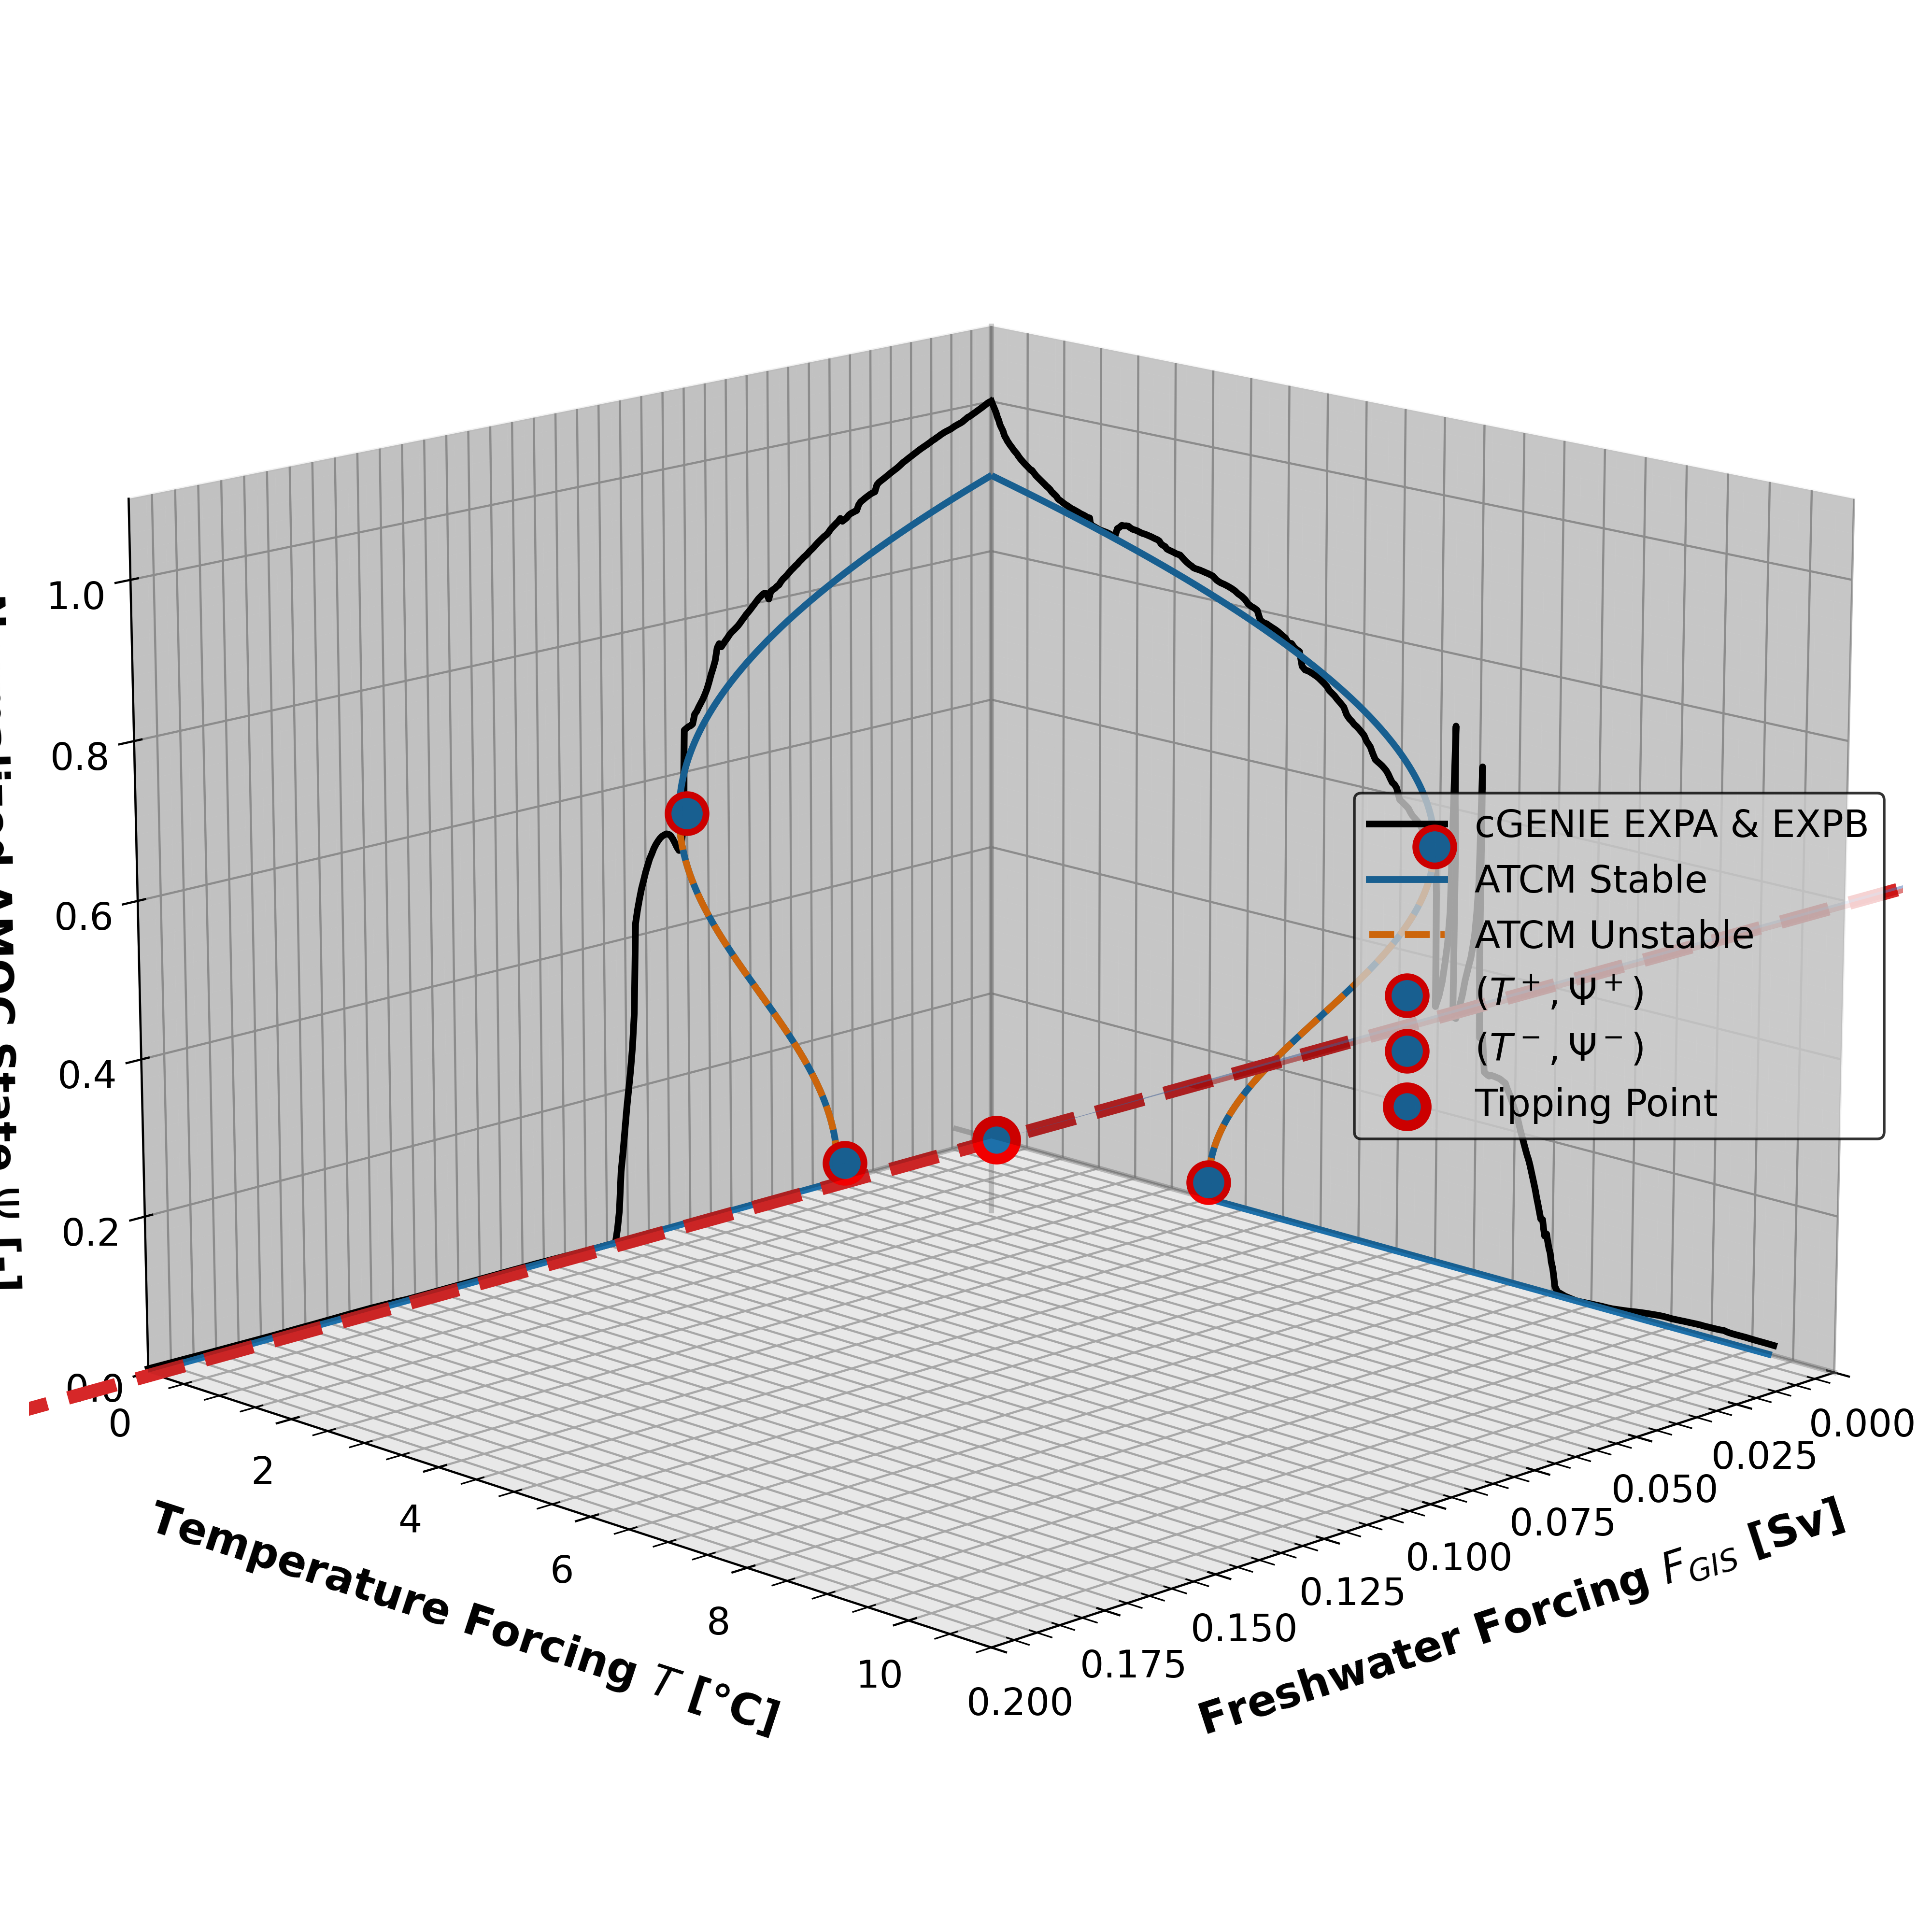 1.0
0.8
0.6
0.4
0.2
0.0
0
2
4
6
8
10
Temperature Forcing T [°C]
0.200
0.175
0.150
0.125
0.100
0.075
0.050
0.025
0.000
Freshwater Forcing F_GIS [Sv]
cGENIE EXPA & EXPB
ATCM Stable
ATCM Unstable
(T⁺, Ψ⁺)
(T⁻, Ψ⁻)
Tipping Point